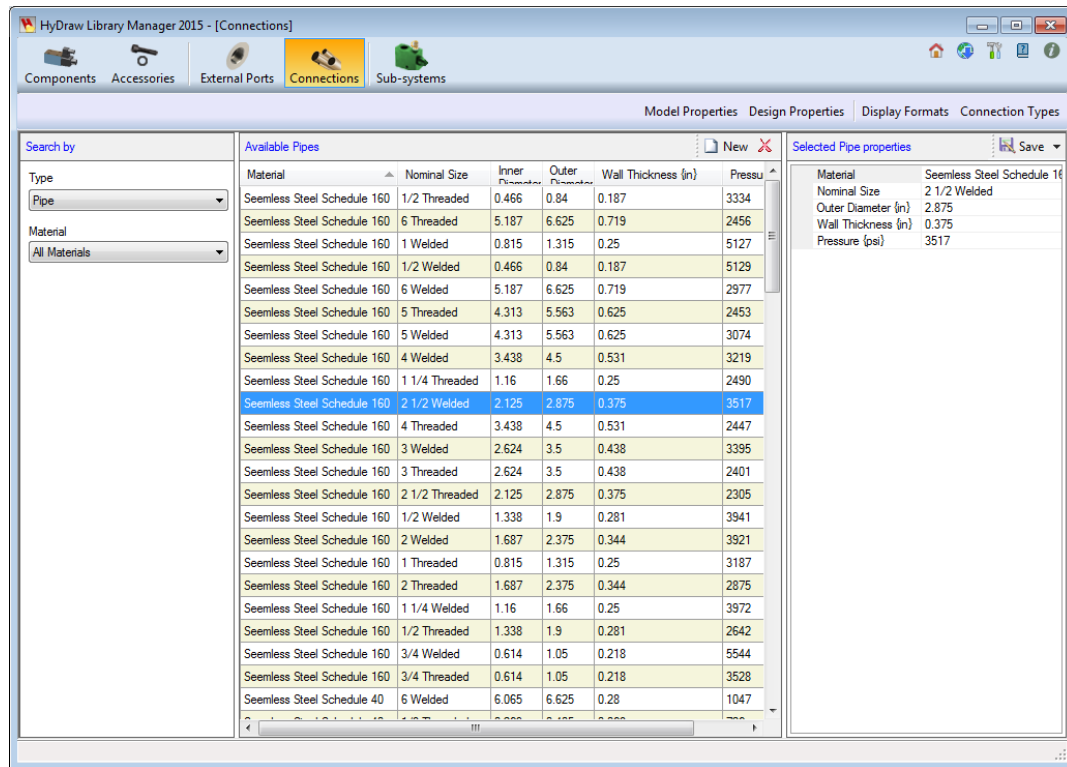 HyDraw Library Manager 2015 - [Connections]
Components Accessories External Ports Connections Sub-systems
Model Properties Design Properties Display Formats Connection Types
Search by
Type
Pipe
Material
All Materials
Available Pipes New
Material Nominal Size Inner Diameter Outer Diameter Wall Thickness {in} Pressu
Seemless Steel Schedule 160 1/2 Threaded 0.466 0.84 0.187 3334
Seemless Steel Schedule 160 6 Threaded 5.187 6.625 0.719 2456
Seemless Steel Schedule 160 1 Welded 0.815 1.315 0.25 5127
Seemless Steel Schedule 160 1/2 Welded 0.466 0.84 0.187 5129
Seemless Steel Schedule 160 6 Welded 5.187 6.625 0.719 2977
Seemless Steel Schedule 160 5 Threaded 4.313 5.563 0.625 2453
Seemless Steel Schedule 160 5 Welded 4.313 5.563 0.625 3074
Seemless Steel Schedule 160 4 Welded 3.438 4.5 0.531 3219
Seemless Steel Schedule 160 1 1/4 Threaded 1.16 1.66 0.25 2490
Seemless Steel Schedule 160 2 1/2 Welded 2.125 2.875 0.375 3517
Seemless Steel Schedule 160 4 Threaded 3.438 4.5 0.531 2447
Seemless Steel Schedule 160 3 Welded 2.624 3.5 0.438 3395
Seemless Steel Schedule 160 3 Threaded 2.624 3.5 0.438 2401
Seemless Steel Schedule 160 2 1/2 Threaded 2.125 2.875 0.375 2305
Seemless Steel Schedule 160 1/2 Welded 1.338 1.9 0.281 3941
Seemless Steel Schedule 160 2 Welded 1.687 2.375 0.344 3921
Seemless Steel Schedule 160 1 Threaded 0.815 1.315 0.25 3187
Seemless Steel Schedule 160 2 Threaded 1.687 2.375 0.344 2875
Seemless Steel Schedule 160 1 1/4 Welded 1.16 1.66 0.25 3972
Seemless Steel Schedule 160 1/2 Threaded 1.338 1.9 0.281 2642
Seemless Steel Schedule 160 3/4 Welded 0.614 1.05 0.218 5544
Seemless Steel Schedule 160 3/4 Threaded 0.614 1.05 0.218 3528
Seemless Steel Schedule 40 6 Welded 6.065 6.625 0.28 1047
Selected Pipe properties Save
Material Seemless Steel Schedule 16
Nominal Size 2 1/2 Welded
Outer Diameter {in} 2.875
Wall Thickness {in} 0.375
Pressure {psi} 3517